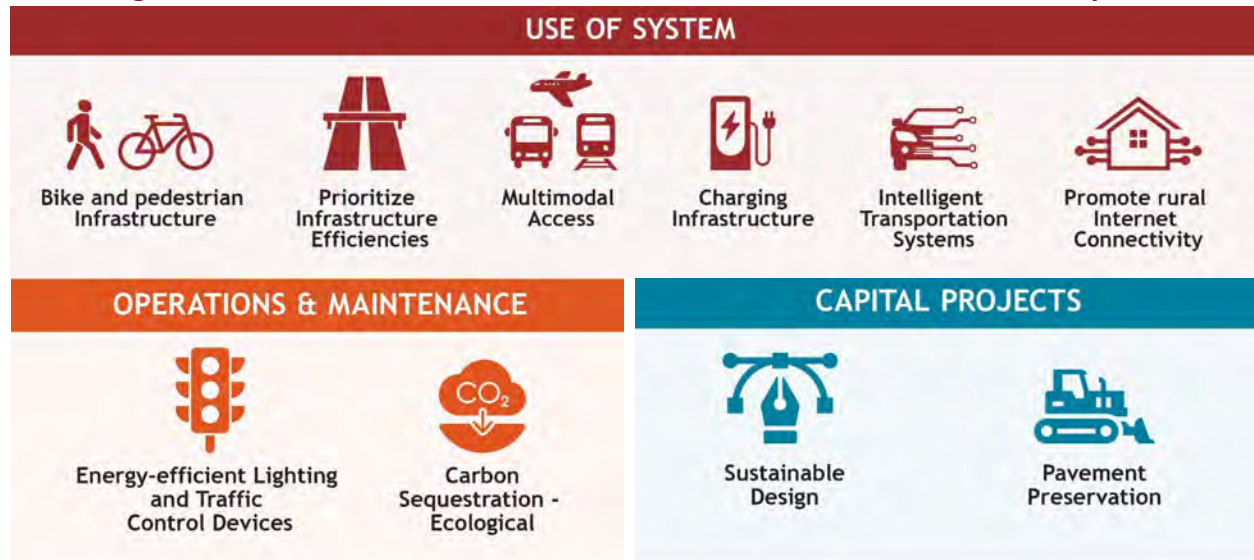 USE OF SYSTEM
Bike and pedestrian
Infrastructure
Prioritize
Infrastructure
Efficiencies
Multimodal
Access
Charging
Infrastructure
Intelligent
Transportation
Systems
Promote rural
Internet
Connectivity
OPERATIONS & MAINTENANCE
CO₂
Energy-efficient Lighting
and Traffic
Control Devices
Carbon
Sequestration -
Ecological
CAPITAL PROJECTS
Sustainable
Design
Pavement
Preservation